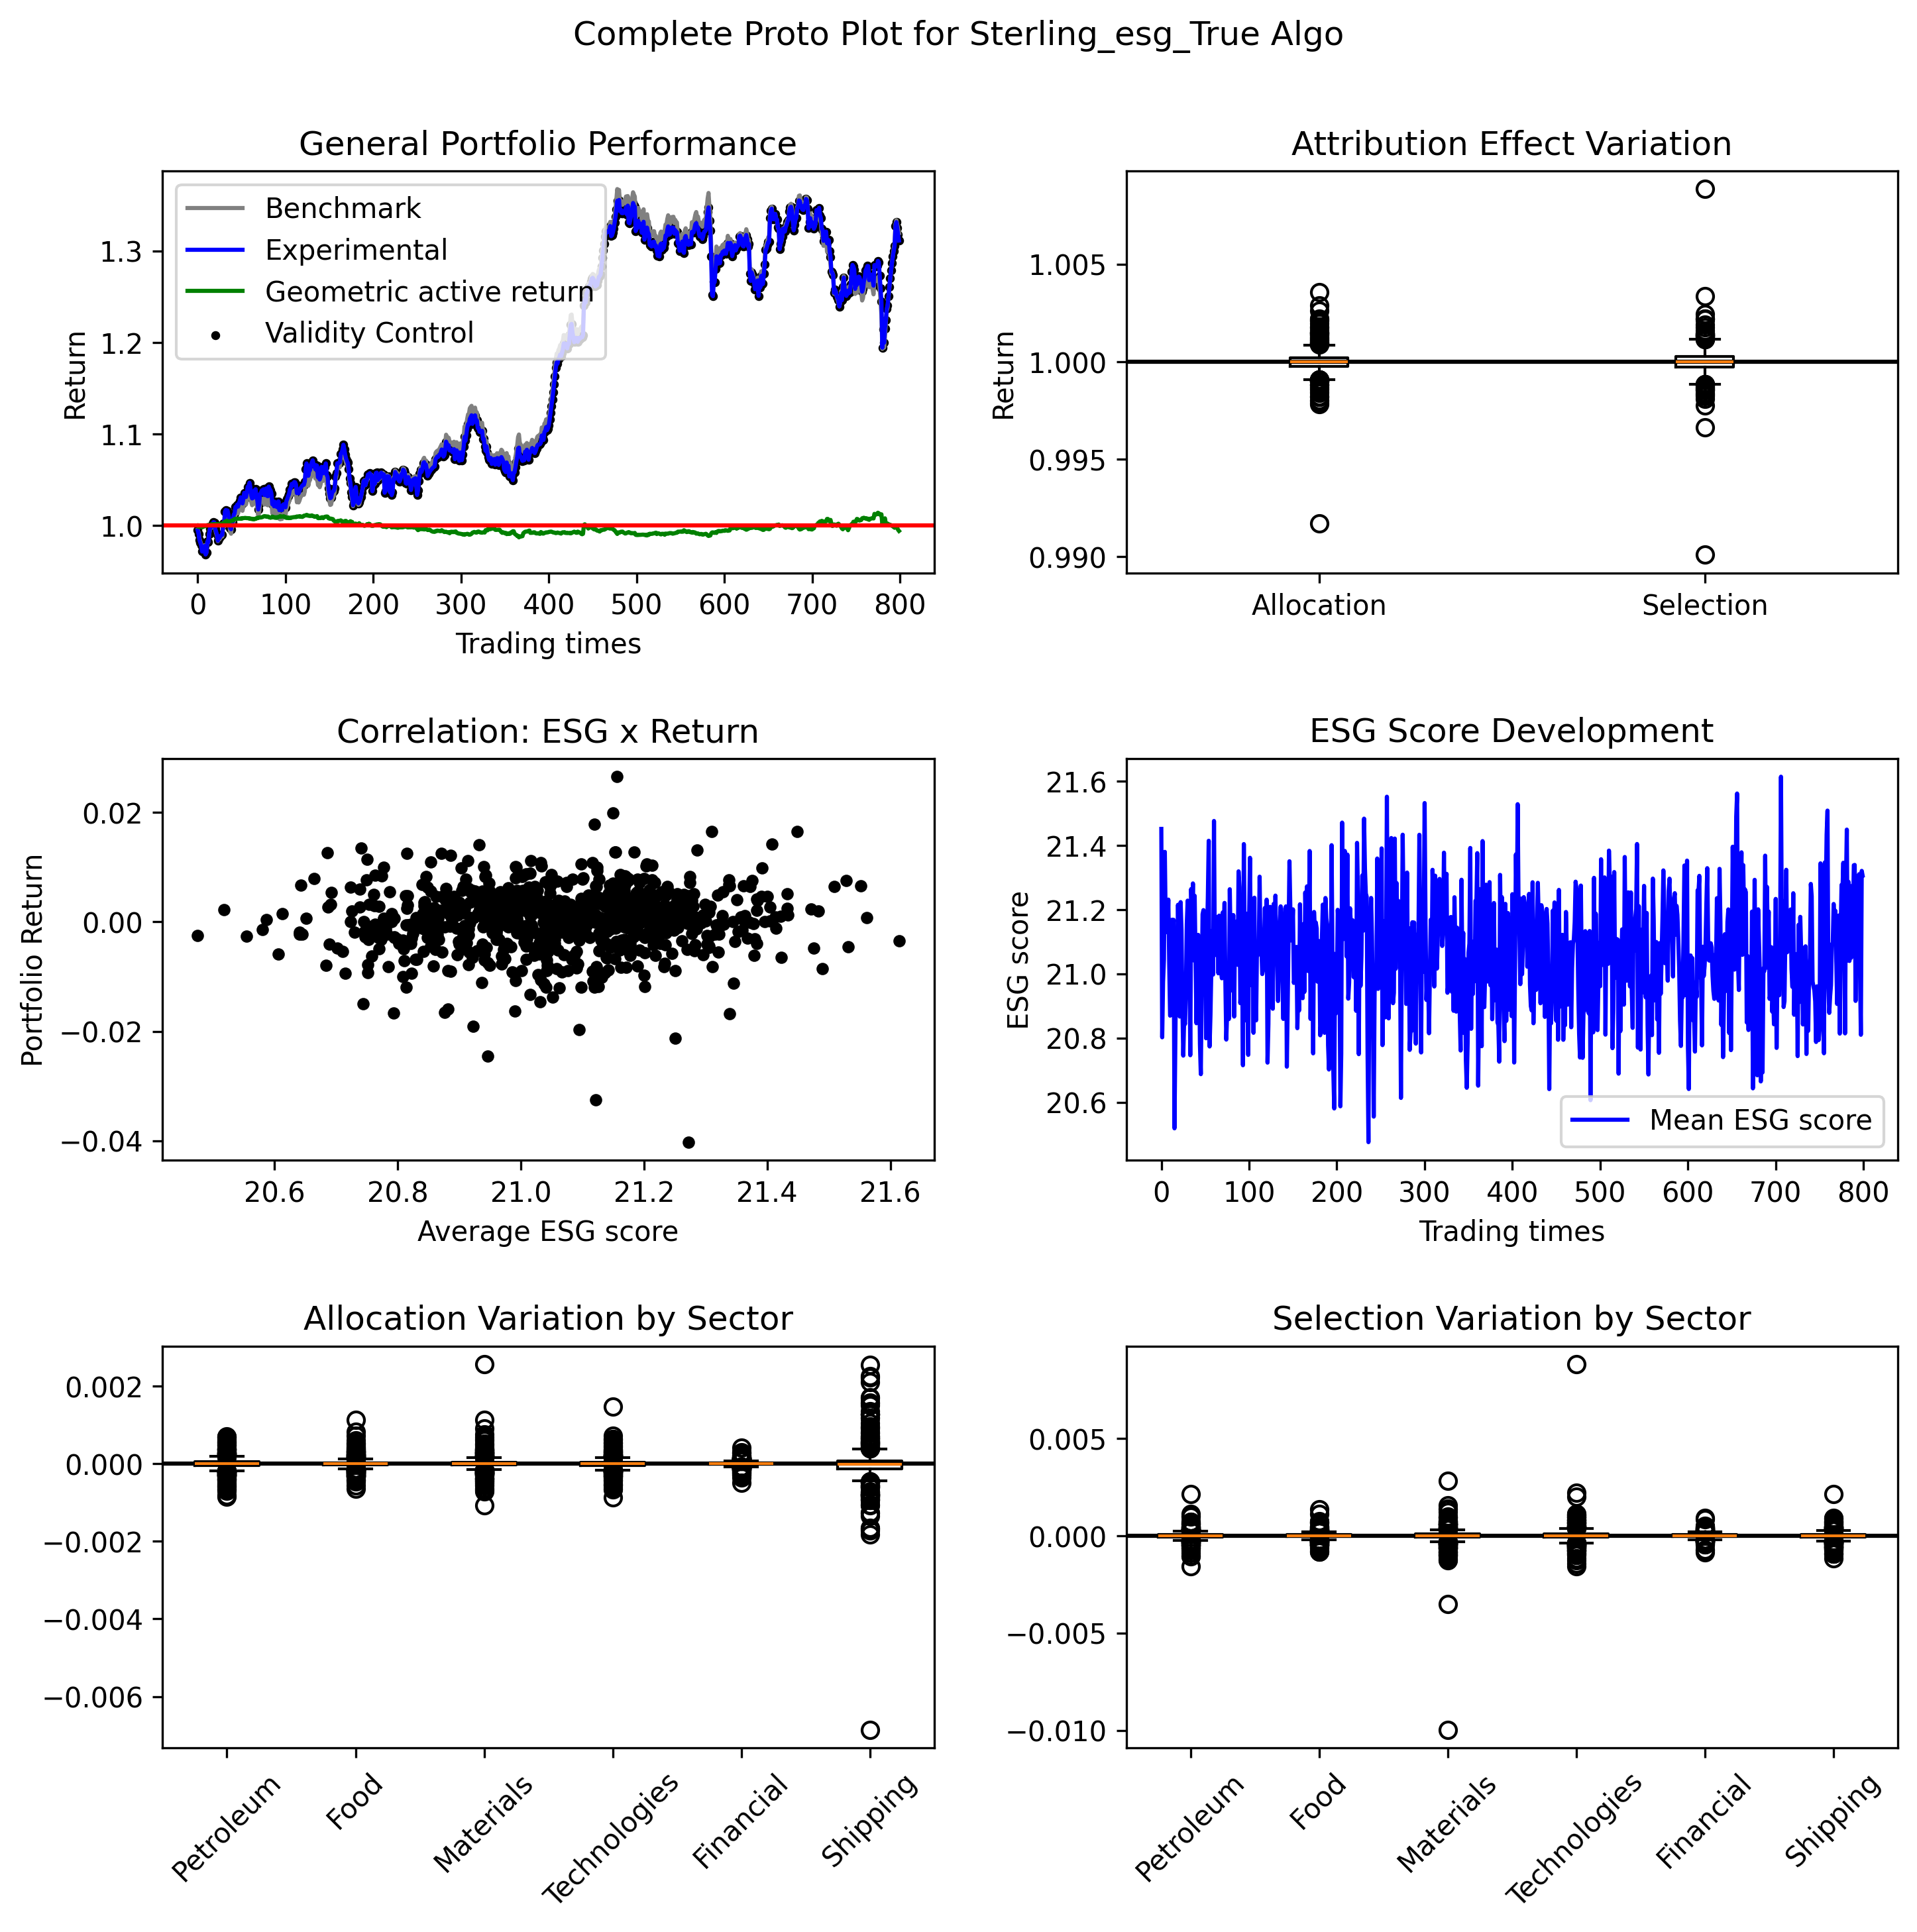 Complete Proto Plot for Sterling_esg_True Algo
General Portfolio Performance
Return
1.3
1.2
1.1
1.0
Benchmark
Experimental
Geometric active return
Validity Control
0 100 200 300 400 500 600 700 800
Trading times
Attribution Effect Variation
Return
1.005
1.000
0.995
0.990
Allocation Selection
Correlation: ESG x Return
Portfolio Return
0.02
0.00
−0.02
−0.04
20.6 20.8 21.0 21.2 21.4 21.6
Average ESG score
ESG Score Development
ESG score
21.6
21.4
21.2
21.0
20.8
20.6
Mean ESG score
0 100 200 300 400 500 600 700 800
Trading times
Allocation Variation by Sector
0.002
0.000
−0.002
−0.004
−0.006
Petroleum Food Materials Technologies Financial Shipping
Selection Variation by Sector
0.005
0.000
−0.005
−0.010
Petroleum Food Materials Technologies Financial Shipping